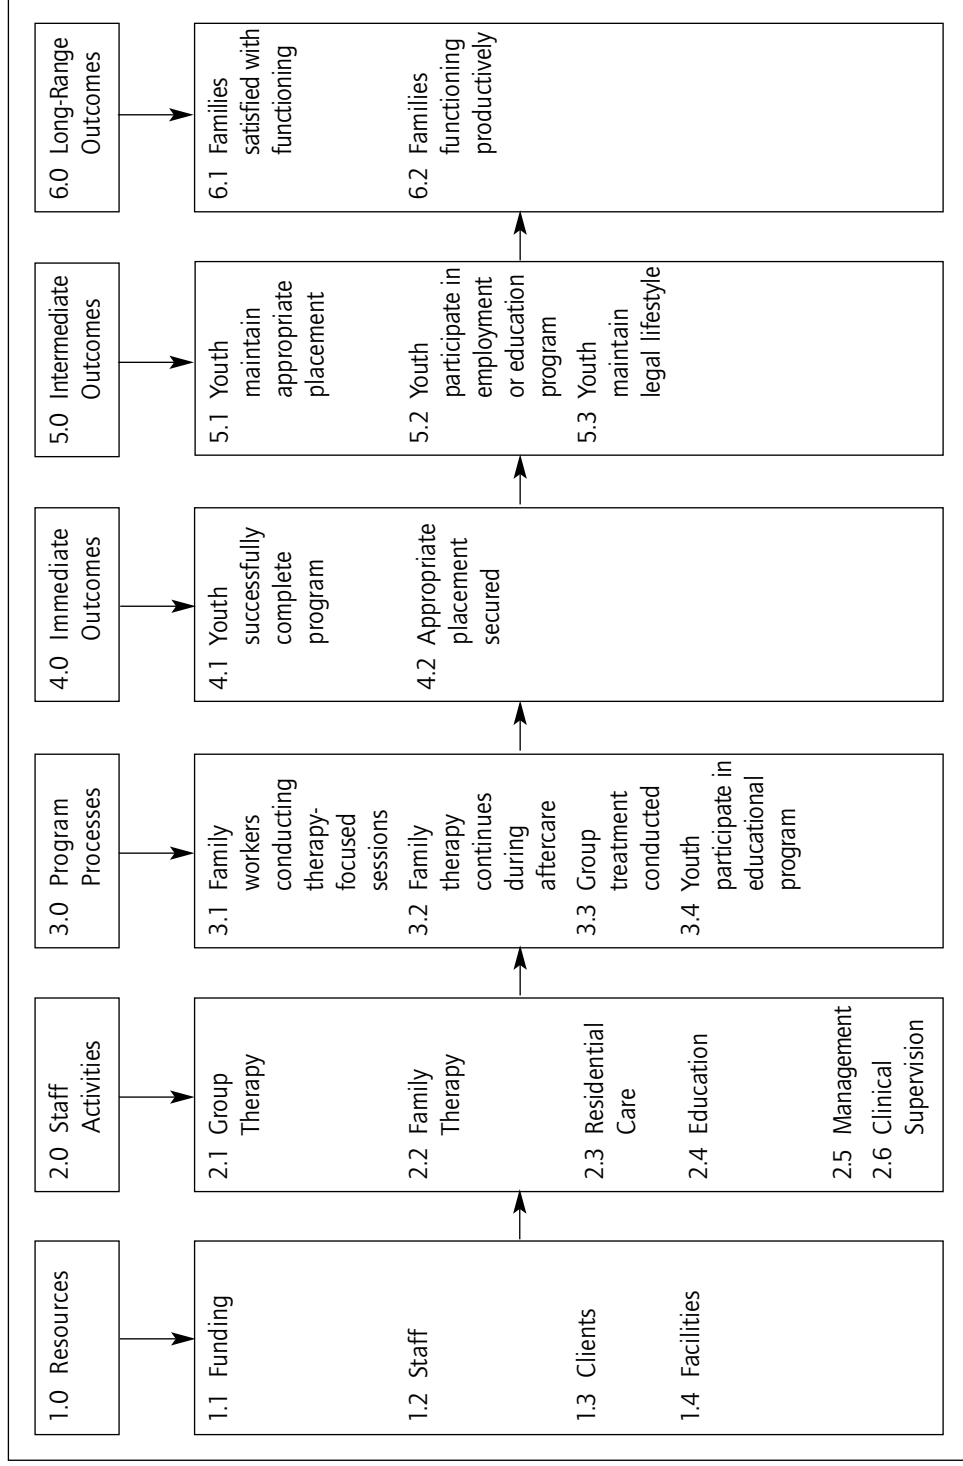 1.0 Resources
1.1 Funding
1.2 Staff
1.3 Clients
1.4 Facilities
2.0 Staff
Activities
2.1 Group
Therapy
2.2 Family
Therapy
2.3 Residential
Care
2.4 Education
2.5 Management
2.6 Clinical
Supervision
3.0 Program
Processes
3.1 Family
workers
conducting
therapy-
focused
sessions
3.2 Family
therapy
continues
during
aftercare
3.3 Group
treatment
conducted
3.4 Youth
participate in
educational
program
4.0 Immediate
Outcomes
4.1 Youth
successfully
complete
program
4.2 Appropriate
placement
secured
5.0 Intermediate
Outcomes
5.1 Youth
maintain
appropriate
placement
5.2 Youth
participate in
employment
or education
program
5.3 Youth
maintain
legal lifestyle
6.0 Long-Range
Outcomes
6.1 Families
satisfied with
functioning
6.2 Families
functioning
productively